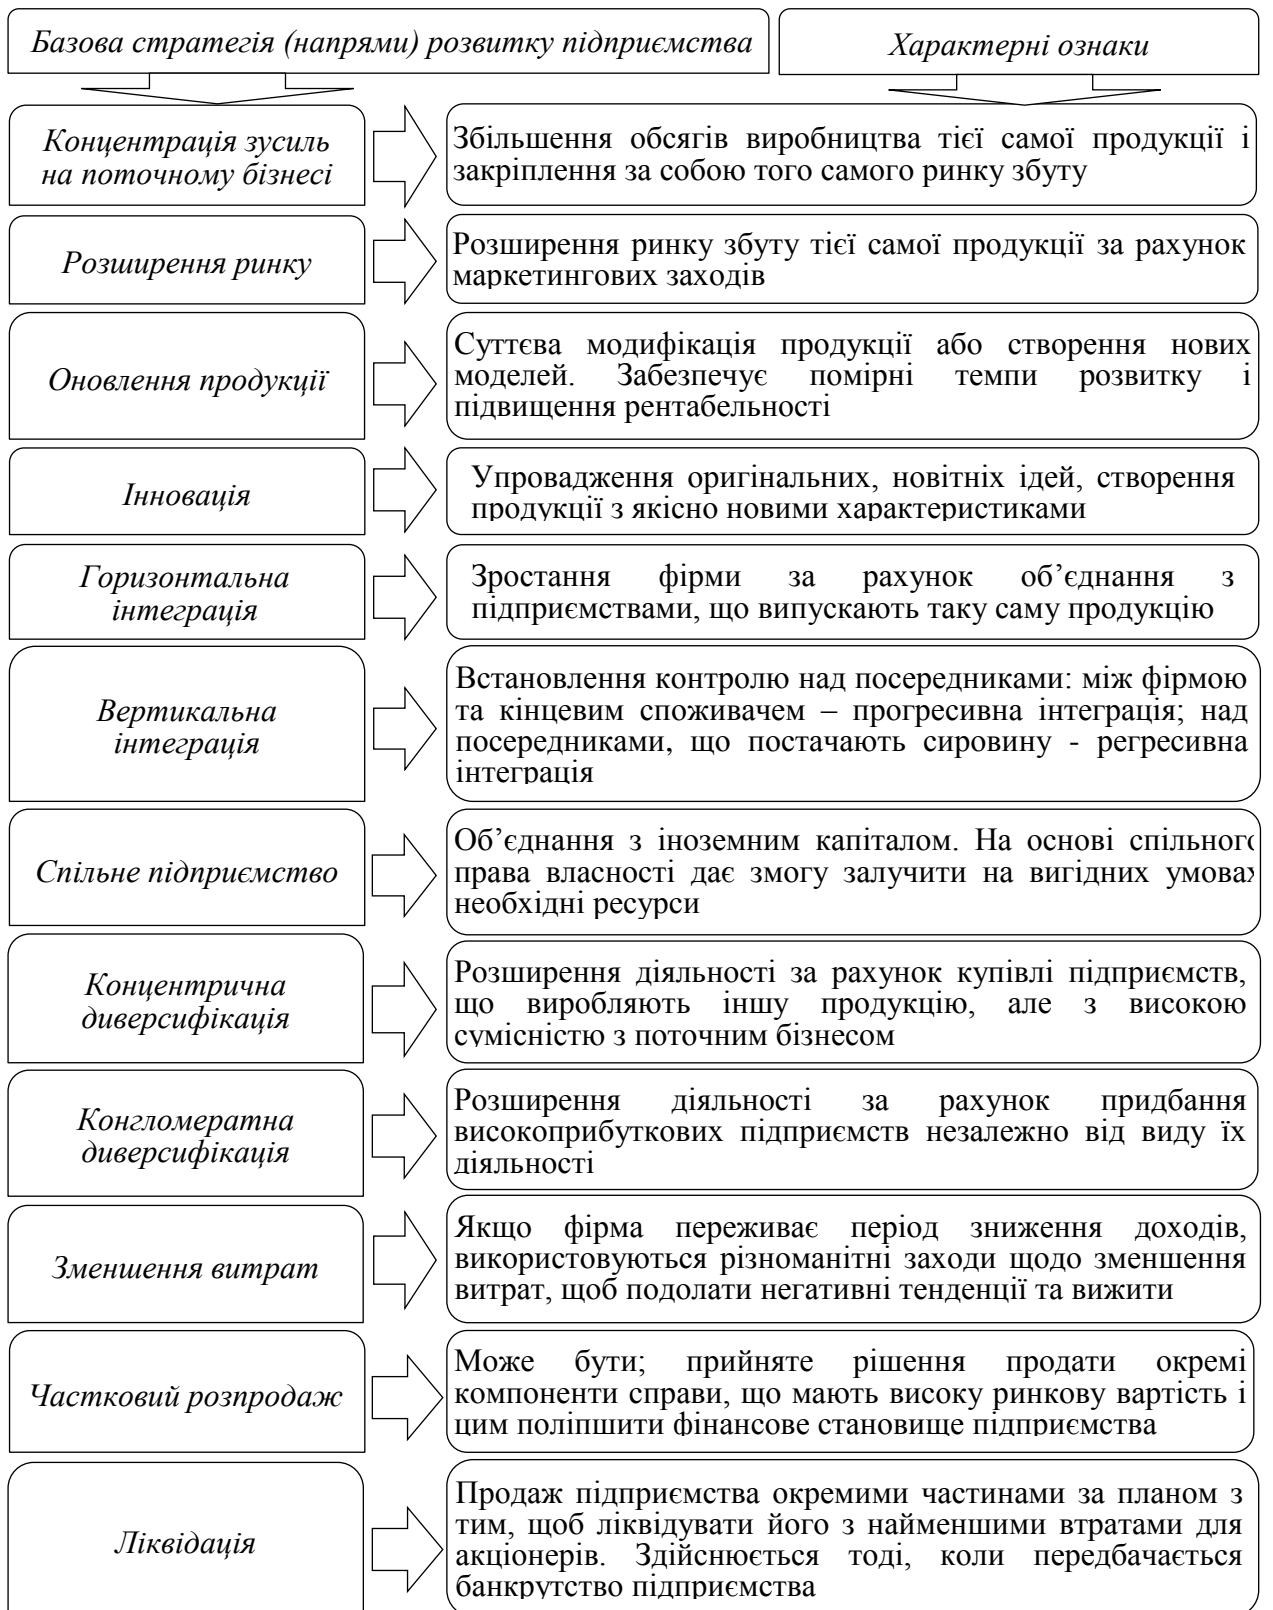 Базова стратегія (напрями) розвитку підприємства
Характерні ознаки
Концентрація зусиль
на поточному бізнесі
Збільшення обсягів виробництва тієї самої продукції і
закріплення за собою того самого ринку збуту
Розширення ринку
Розширення ринку збуту тієї самої продукції за рахунок
маркетингових заходів
Оновлення продукції
Суттєва модифікація продукції або створення нових
моделей. Забезпечує помірні темпи розвитку і
підвищення рентабельності
Інновація
Упровадження оригінальних, новітніх ідей, створення
продукції з якісно новими характеристиками
Горизонтальна
інтеграція
Зростання фірми за рахунок об’єднання з
підприємствами, що випускають таку саму продукцію
Вертикальна
інтеграція
Встановлення контролю над посередниками: між фірмою
та кінцевим споживачем – прогресивна інтеграція; над
посередниками, що постачають сировину - регресивна
інтеграція
Спільне підприємство
Об’єднання з іноземним капіталом. На основі спільного
права власності дає змогу залучити на вигідних умовах
необхідні ресурси
Концентрична
диверсифікація
Розширення діяльності за рахунок купівлі підприємств,
що виробляють іншу продукцію, але з високою
сумісністю з поточним бізнесом
Конгломератна
диверсифікація
Розширення діяльності за рахунок придбання
високоприбуткових підприємств незалежно від виду їх
діяльності
Зменшення витрат
Якщо фірма переживає період зниження доходів,
використовуються різноманітні заходи щодо зменшення
витрат, щоб подолати негативні тенденції та вижити
Частковий розпродаж
Може бути; прийняте рішення продати окремі
компоненти справи, що мають високу ринкову вартість і
цим поліпшити фінансове становище підприємства
Ліквідація
Продаж підприємства окремими частинами за планом з
тим, щоб ліквідувати його з найменшими втратами для
акціонерів. Здійснюється тоді, коли передбачається
банкрутство підприємства